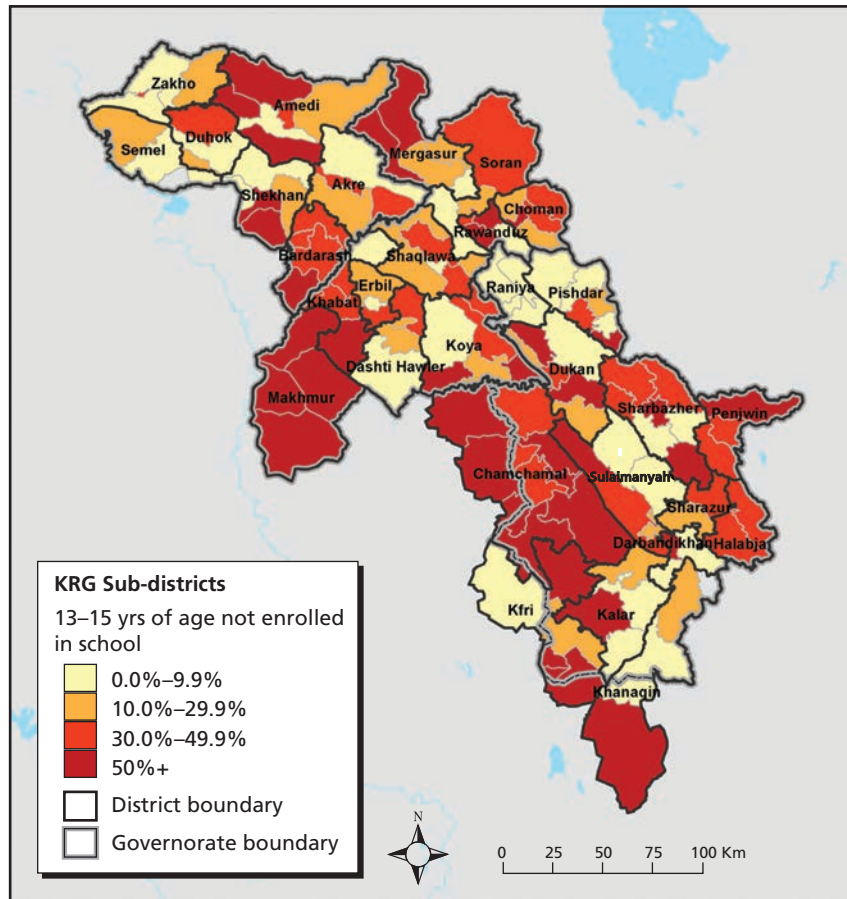 Zakho
Amedi
Duhok
Semel
Mergasur
Soran
Akre
Shekhan
Choman
Rawanduz
Bardarash
Shaqlawa
Erbil
Raniya
Pishdar
Khabat
Koya
Dashti Hawler
Dukan
Makhmur
Sharbazher
Penjwin
Chamchamal
Sulaimanyah
Sharazur
Darbandikhan
Halabja
Kfri
Kalar
Khanaqin
KRG Sub-districts
13–15 yrs of age not enrolled
in school
0.0%–9.9%
10.0%–29.9%
30.0%–49.9%
50%+
District boundary
Governorate boundary
N
0 25 50 75 100 Km